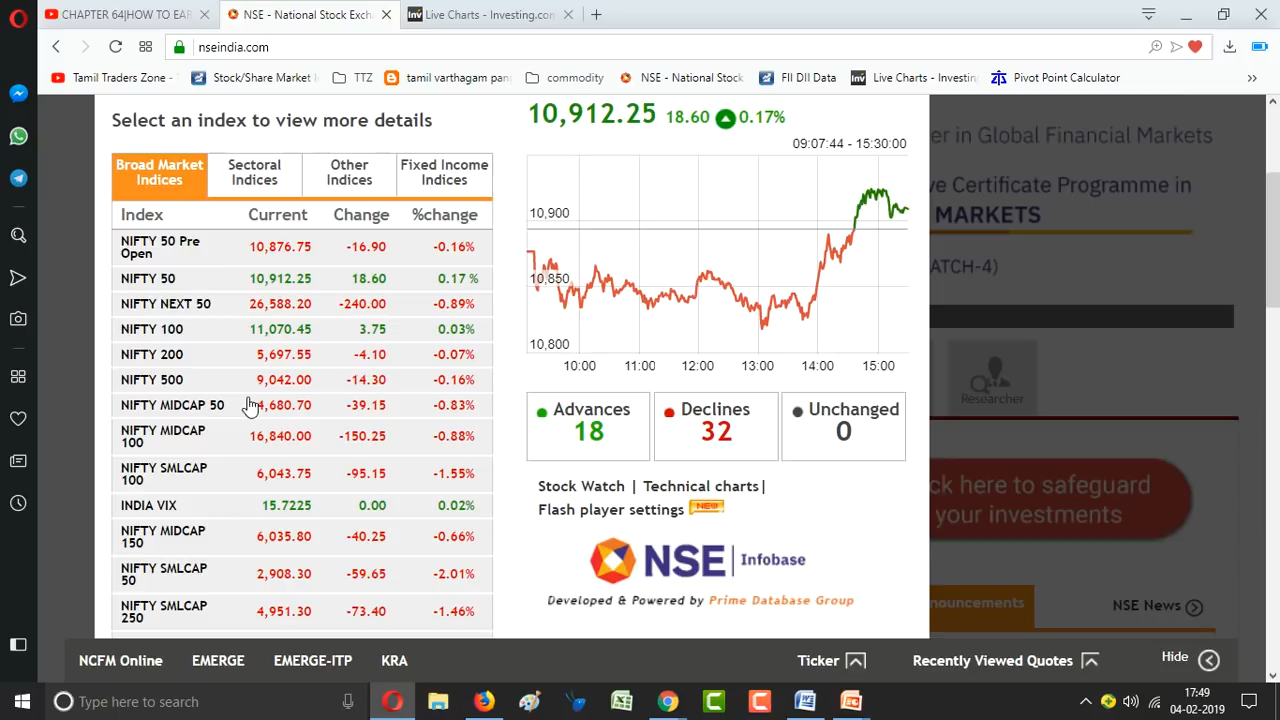 CHAPTER 64|HOW TO EAR
NSE - National Stock Exch
Live Charts - Investing.con
nseindia.com
Tamil Traders Zone -
Stock/Share Market
TTZ
tamil varthagam pan
commodity
NSE - National Stock
FII DII Data
Live Charts - Investin
Pivot Point Calculator
Select an index to view more details
10,912.25 18.60 0.17%
09:07:44 - 15:30:00
Broad Market Indices
Sectoral Indices
Other Indices
Fixed Income Indices
Index Current Change %change
NIFTY 50 Pre Open 10,876.75 -16.90 -0.16%
NIFTY 50 10,912.25 18.60 0.17 %
NIFTY NEXT 50 26,588.20 -240.00 -0.89%
NIFTY 100 11,070.45 3.75 0.03%
NIFTY 200 5,697.55 -4.10 -0.07%
NIFTY 500 9,042.00 -14.30 -0.16%
NIFTY MIDCAP 50 4,680.70 -39.15 -0.83%
NIFTY MIDCAP 100 16,840.00 -150.25 -0.88%
NIFTY SMLCAP 100 6,043.75 -95.15 -1.55%
INDIA VIX 15.7225 0.00 0.02%
NIFTY MIDCAP 150 6,035.80 -40.25 -0.66%
NIFTY SMLCAP 50 2,908.30 -59.65 -2.01%
NIFTY SMLCAP 250 4,951.30 -73.40 -1.46%
10,900
10,850
10,800
10:00 11:00 12:00 13:00 14:00 15:00
Advances 18
Declines 32
Unchanged 0
Stock Watch | Technical charts|
Flash player settings NEW
NSE Infobase
Developed & Powered by Prime Database Group
er in Global Financial Markets
ve Certificate Programme in
MARKETS
ATCH-4)
Researcher
ck here to safeguard
your investments
nouncements
NSE News
NCFM Online EMERGE EMERGE-ITP KRA Ticker Recently Viewed Quotes Hide
Type here to search
17:49
04-02-2019